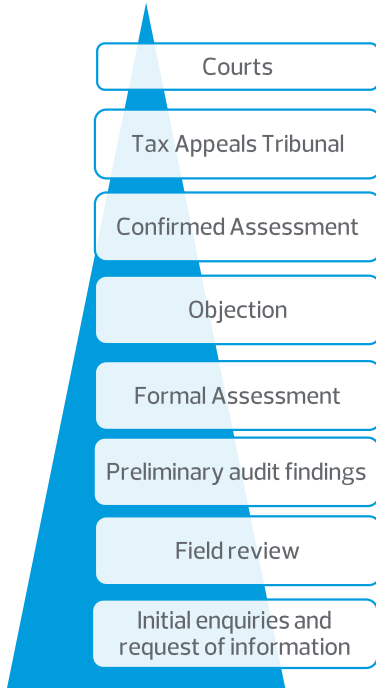 Courts
Tax Appeals Tribunal
Confirmed Assessment
Objection
Formal Assessment
Preliminary audit findings
Field review
Initial enquiries and
request of information